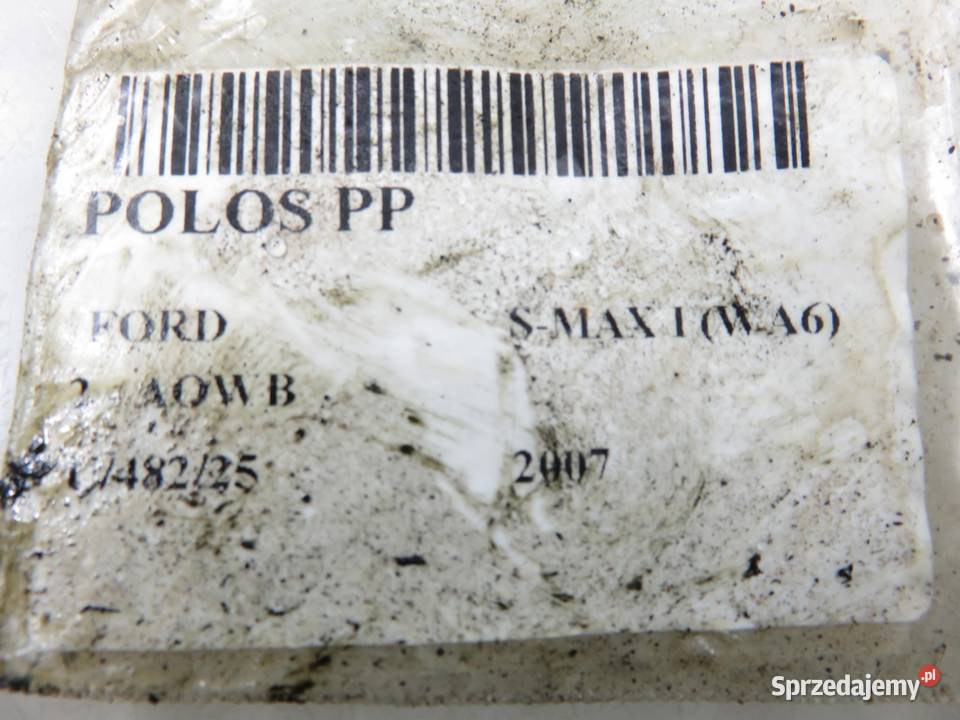 POLOS PP
FORD S-MAX I (WA6)
AOWB
/482/25 2007
Sprzedajemy.pl